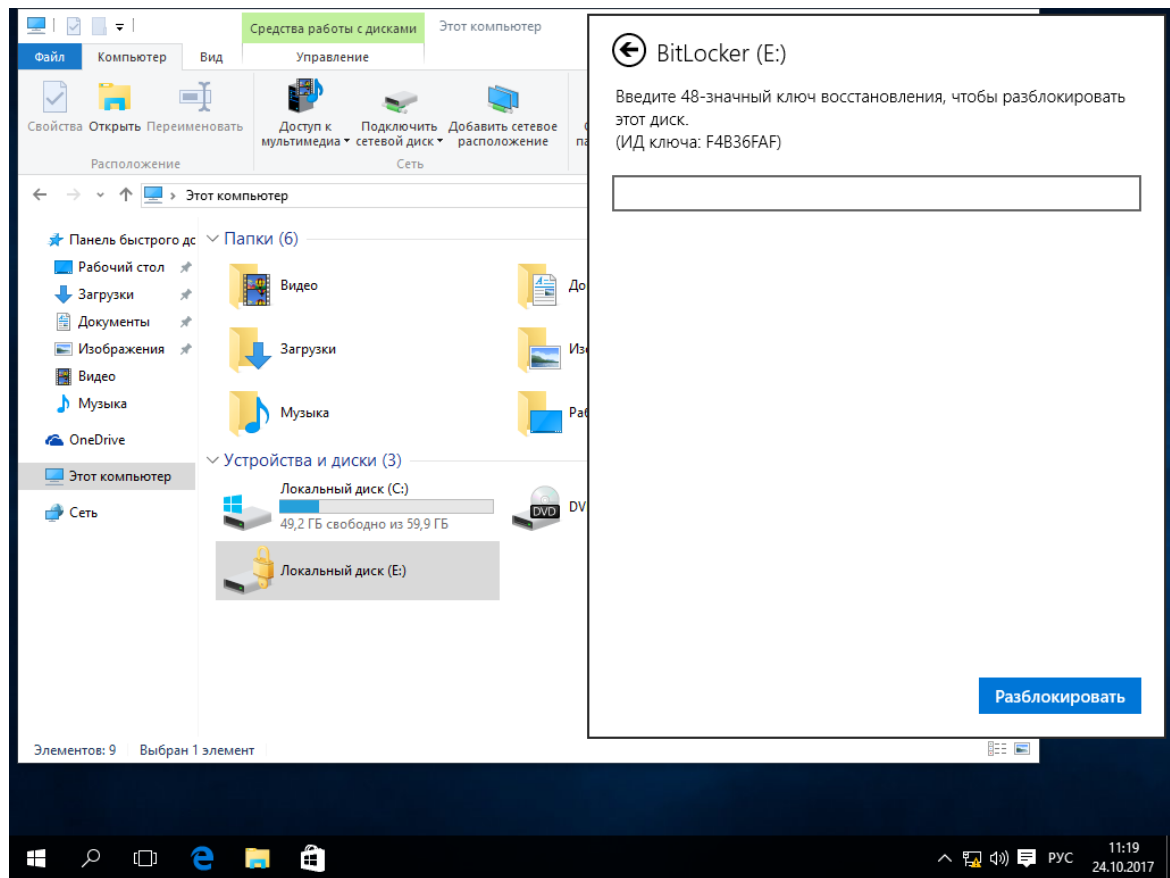 Средства работы с дисками
Этот компьютер
Файл
Компьютер
Вид
Управление
Свойства
Открыть
Переименовать
Доступ к мультимедиа
Подключить сетевой диск
Добавить сетевое расположение
Расположение
Сеть
Этот компьютер
Панель быстрого
Рабочий стол
Загрузки
Документы
Изображения
Видео
Музыка
OneDrive
Этот компьютер
Сеть
Папки (6)
Видео
Загрузки
Музыка
Устройства и диски (3)
Локальный диск (C:)
49,2 ГБ свободно из 59,9 ГБ
DVD
Локальный диск (E:)
Элементов: 9
Выбран 1 элемент
BitLocker (E:)
Введите 48-значный ключ восстановления, чтобы разблокировать
этот диск.
(ИД ключа: F4B36FAF)
Разблокировать
РУС
11:19
24.10.2017